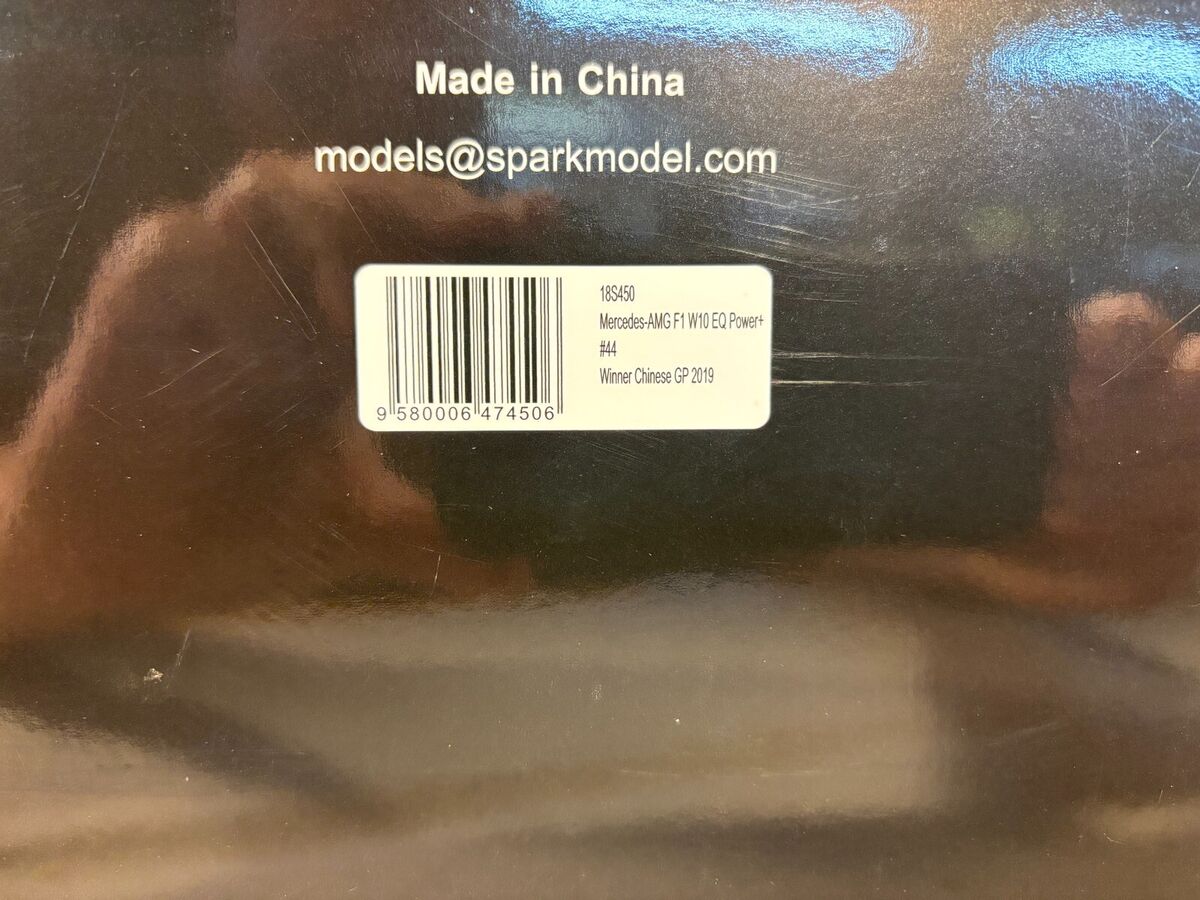 Made in China
models@sparkmodel.com
18S450
Mercedes-AMG F1 W10 EQ Power+
#44
Winner Chinese GP 2019
9 580006 474506